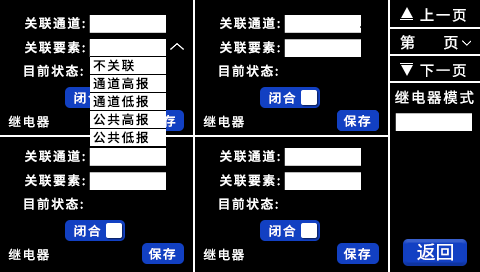 关联通道:
关联要素:
目前状态:
不关联
通道高报
通道低报
公共高报
公共低报
闭
继电器
存
关联通道:
关联要素:
目前状态:
闭合
继电器 保存
关联通道:
关联要素:
目前状态:
闭合
继电器 保存
关联通道:
关联要素:
目前状态:
闭合
继电器 保存
上一页
第 页
下一页
继电器模式
返回